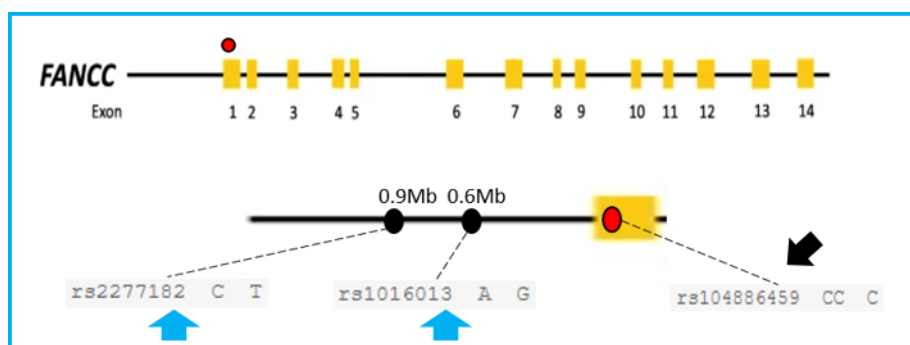 FANCC
Exon 1 2 3 4 5 6 7 8 9 10 11 12 13 14
0.9Mb 0.6Mb
rs2277182 C T
rs1016013 A G
rs104886459 CC C